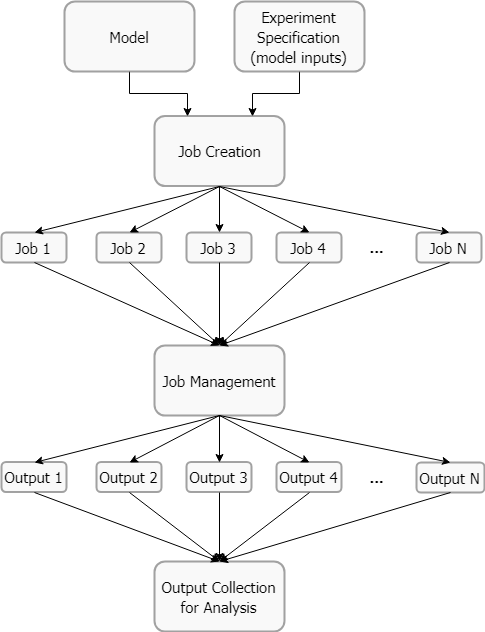 Model
Experiment
Specification
(model inputs)
Job Creation
Job 1
Job 2
Job 3
Job 4
...
Job N
Job Management
Output 1
Output 2
Output 3
Output 4
...
Output N
Output Collection
for Analysis